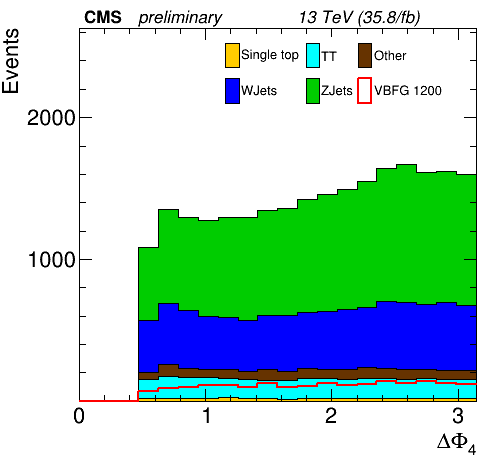 CMS preliminary 13 TeV (35.8/fb)
Events
Single top TT Other
WJets ZJets VBFG 1200
2000
1000
0 1 2 3
ΔΦ4